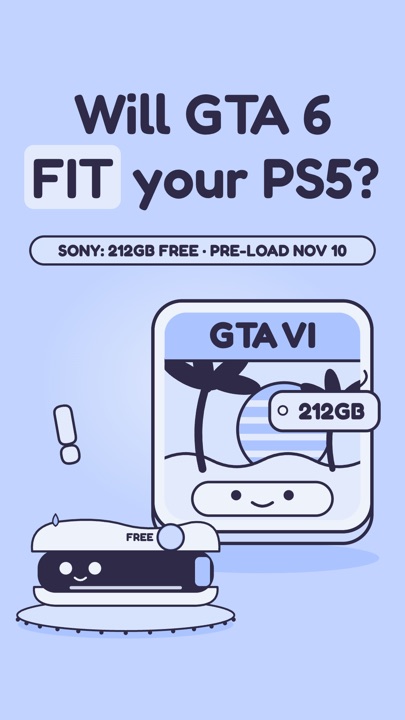 Will GTA 6
FIT your PS5?
SONY: 212GB FREE · PRE-LOAD NOV 10
GTA VI
212GB
FREE